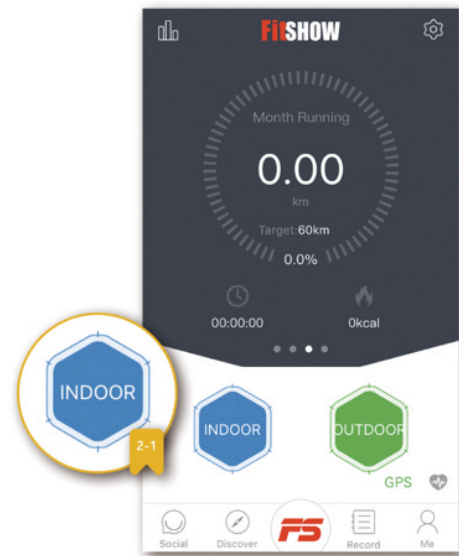 FitSHOW
Month Running
0.00
km
Target:60km
0.0%
00:00:00
0kcal
INDOOR
2-1
INDOOR
OUTDOOR
GPS
Social
Discover
FS
Record
Me